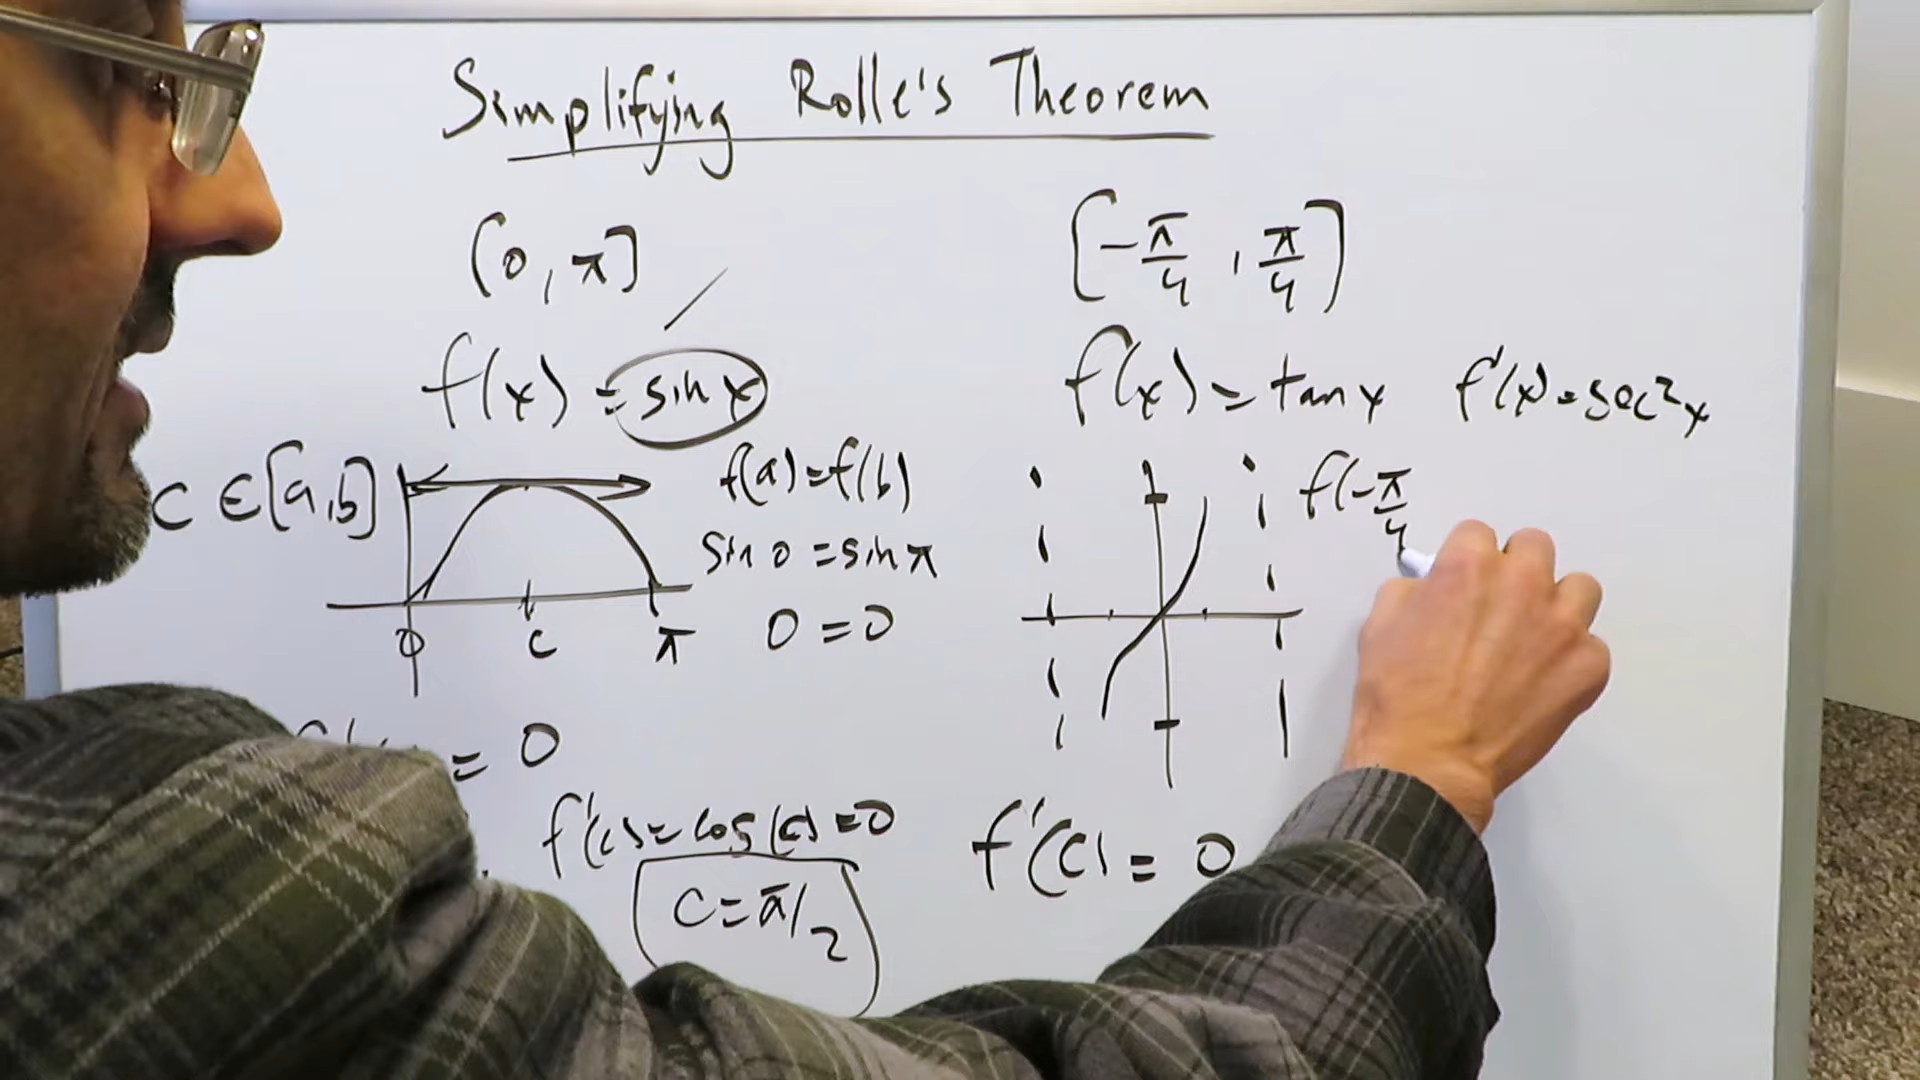 Simplifying Rolle's Theorem
[0, π]
f(x) = sin x
C ∈ [a, b]
f(a) = f(b)
sin 0 = sin π
0 = 0
0
c
π
= 0
f'(c) = cos(c) = 0
c = π/2
[-π/4, π/4]
f(x) = tan x f'(x) = sec²x
f(-π/4
f'(c) = 0